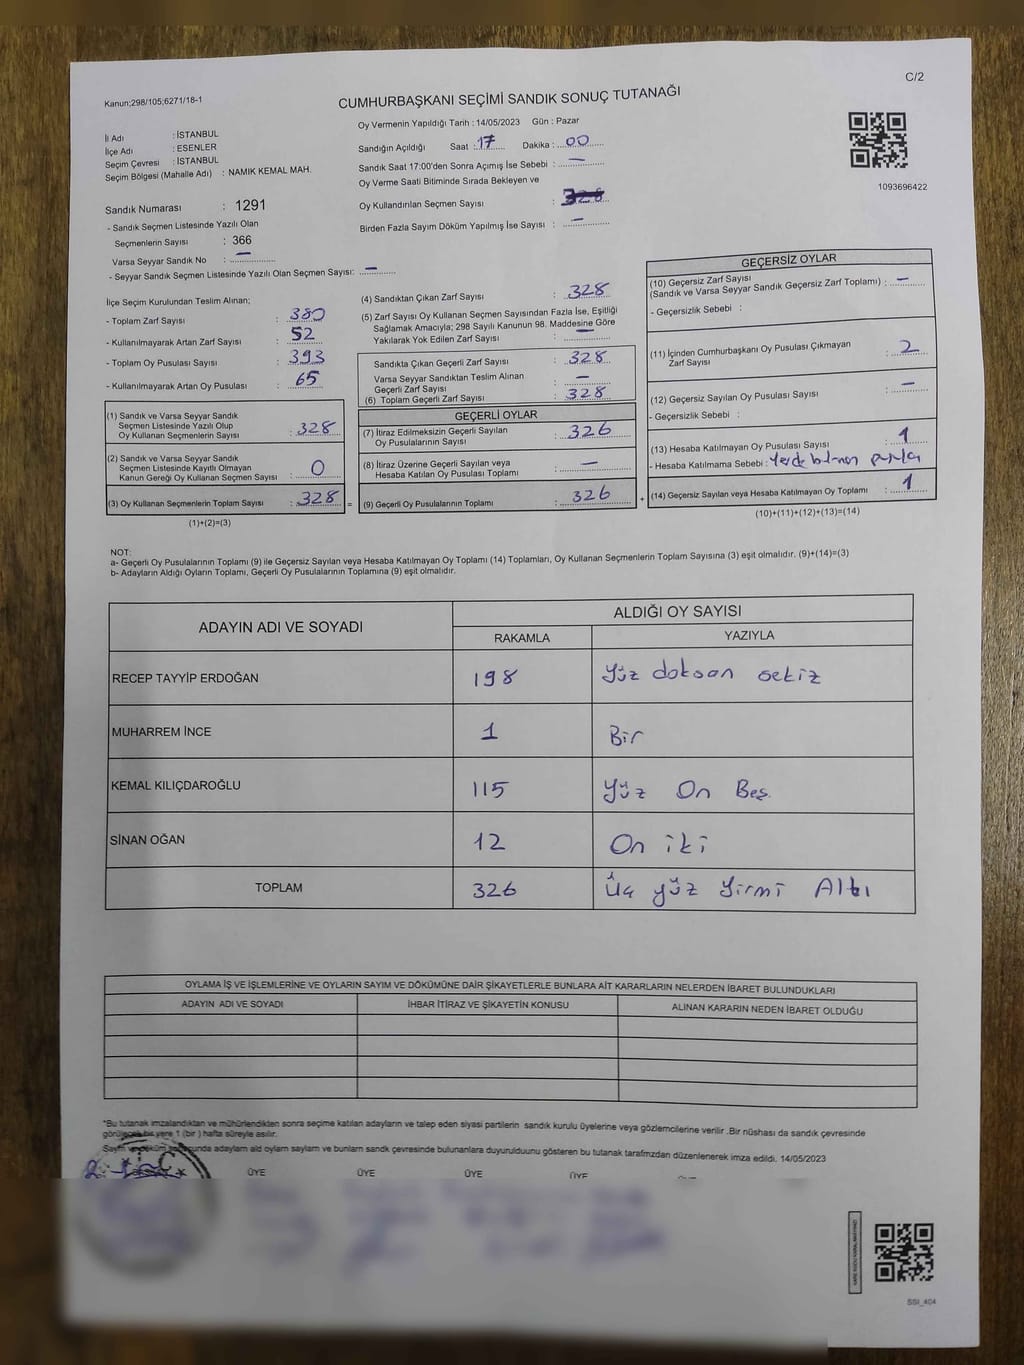 C/2
Kanun;298/105;6271/18-1
CUMHURBAŞKANI SEÇİMİ SANDIK SONUÇ TUTANAĞI
İl Adı : İSTANBUL
İlçe Adı : ESENLER
Seçim Çevresi : İSTANBUL
Seçim Bölgesi (Mahalle Adı) : NAMIK KEMAL MAH.
Sandık Numarası : 1291
- Sandık Seçmen Listesinde Yazılı Olan
Seçmenlerin Sayısı : 366
Varsa Seyyar Sandık No : —
- Seyyar Sandık Seçmen Listesinde Yazılı Olan Seçmen Sayısı: —
Oy Vermenin Yapıldığı Tarih : 14/05/2023 Gün : Pazar
Sandığın Açıldığı Saat : 17 Dakika : 00
Sandık Saat 17:00'den Sonra Açımış İse Sebebi : —
Oy Verme Saati Bitiminde Sırada Bekleyen ve
Oy Kullandırılan Seçmen Sayısı :
Birden Fazla Sayım Döküm Yapılmış İse Sayısı : —
1093696422
İlçe Seçim Kurulundan Teslim Alınan;
- Toplam Zarf Sayısı : 380
- Kullanılmayarak Artan Zarf Sayısı : 52
- Toplam Oy Pusulası Sayısı : 393
- Kullanılmayarak Artan Oy Pusulası : 65
(1) Sandık ve Varsa Seyyar Sandık
Seçmen Listesinde Yazılı Olup
Oy Kullanan Seçmenlerin Sayısı : 328
(2) Sandık ve Varsa Seyyar Sandık
Seçmen Listesinde Kayıtlı Olmayan
Kanun Gereği Oy Kullanan Seçmen Sayısı : 0
(3) Oy Kullanan Seçmenlerin Toplam Sayısı : 328 =
(1)+(2)=(3)
(4) Sandıktan Çıkan Zarf Sayısı : 328
(5) Zarf Sayısı Oy Kullanan Seçmen Sayısından Fazla İse, Eşitliği
Sağlamak Amacıyla; 298 Sayılı Kanunun 98. Maddesine Göre
Yakılarak Yok Edilen Zarf Sayısı : —
Sandıkta Çıkan Geçerli Zarf Sayısı : 328
Varsa Seyyar Sandıktan Teslim Alınan
Geçerli Zarf Sayısı : —
(6) Toplam Geçerli Zarf Sayısı : 328
GEÇERLİ OYLAR
(7) İtiraz Edilmeksizin Geçerli Sayılan
Oy Pusulalarının Sayısı : 326
(8) İtiraz Üzerine Geçerli Sayılan veya
Hesaba Katılan Oy Pusulası Toplamı : —
(9) Geçerli Oy Pusulalarının Toplamı : 326 +
GEÇERSİZ OYLAR
(10) Geçersiz Zarf Sayısı
(Sandık ve Varsa Seyyar Sandık Geçersiz Zarf Toplamı) : —
- Geçersizlik Sebebi :
(11) İçinden Cumhurbaşkanı Oy Pusulası Çıkmayan
Zarf Sayısı : 2
(12) Geçersiz Sayılan Oy Pusulası Sayısı : —
- Geçersizlik Sebebi :
(13) Hesaba Katılmayan Oy Pusulası Sayısı : 1
- Hesaba Katılmama Sebebi : Yerde bulunan
(14) Geçersiz Sayılan veya Hesaba Katılmayan Oy Toplamı : 1
(10)+(11)+(12)+(13)=(14)
NOT:
a- Geçerli Oy Pusulalarının Toplamı (9) ile Geçersiz Sayılan veya Hesaba Katılmayan Oy Toplamı (14) Toplamları, Oy Kullanan Seçmenlerin Toplam Sayısına (3) eşit olmalıdır. (9)+(14)=(3)
b- Adayların Aldığı Oyların Toplamı, Geçerli Oy Pusulalarının Toplamına (9) eşit olmalıdır.
ADAYIN ADI VE SOYADI ALDIĞI OY SAYISI
RAKAMLA YAZIYLA
RECEP TAYYİP ERDOĞAN 198 Yüz doksan sekiz
MUHARREM İNCE 1 Bir
KEMAL KILIÇDAROĞLU 115 Yüz On Beş
SİNAN OĞAN 12 On iki
TOPLAM 326 Üç yüz Yirmi Altı
OYLAMA İŞ VE İŞLEMLERİNE VE OYLARIN SAYIM VE DÖKÜMÜNE DAİR ŞİKAYETLERLE BUNLARA AİT KARARLARIN NELERDEN İBARET BULUNDUKLARI
ADAYIN ADI VE SOYADI İHBAR İTİRAZ VE ŞİKAYETİN KONUSU ALINAN KARARIN NEDEN İBARET OLDUĞU
*Bu tutanak imzalandıktan ve mühürlendikten sonra seçime katılan adayların ve talep eden siyasi partilerin sandık kurulu üyelerine veya gözlemcilerine verilir .Bir nüshası da sandık çevresinde
görülecek bir yere 1 (bir ) hafta süreyle asılır.
Sayım ve döküm sonucunda adayların aldı oyların sayların ve bunların sandk çevresinde bulunanlara duyurulduunu gösteren bu tutanak tarafmzdan düzenlenerek imza edildi. 14/05/2023
ÜYE ÜYE ÜYE ÜYE
SSI_404